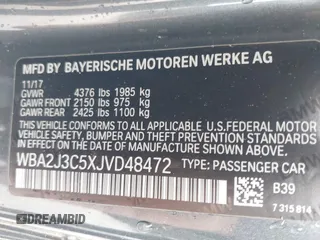 MFD BY BAYERISCHE MOTOREN WERKE AG
11/17
GVWR 4376 lbs 1985 kg
GAWR FRONT 2150 lbs 975 kg
GAWR REAR 2425 lbs 1100 kg
THIS VEHICLE CONFORMS TO ALL APPLICABLE U.S.FEDERAL MOTOR
VEHICLE SAFETY, BUMPER, AND THEFT PREVENTION STANDARDS IN
EFFECT ON THE DATE OF MANUFACTURE SHOWN ABOVE.
WBA2J3C5XJVD48472 TYPE: PASSENGER CAR
B39
7 315 814
DREAMBID